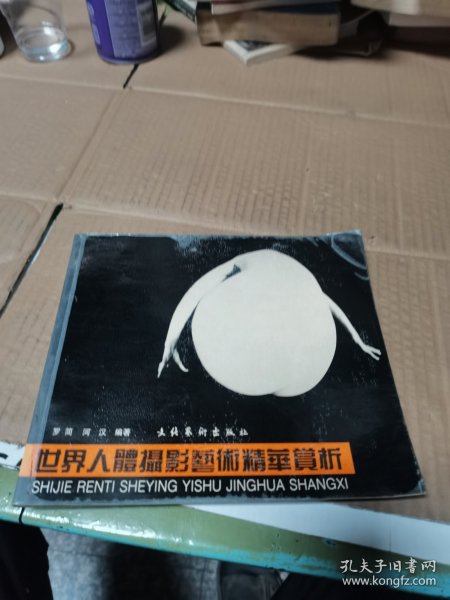 罗简 河汉 编著 文化艺術出版社
世界人體攝影藝術精華賞析
SHIJIE RENTI SHEYING YISHU JINGHUA SHANGXI
孔夫子旧书网
www.kongfz.com